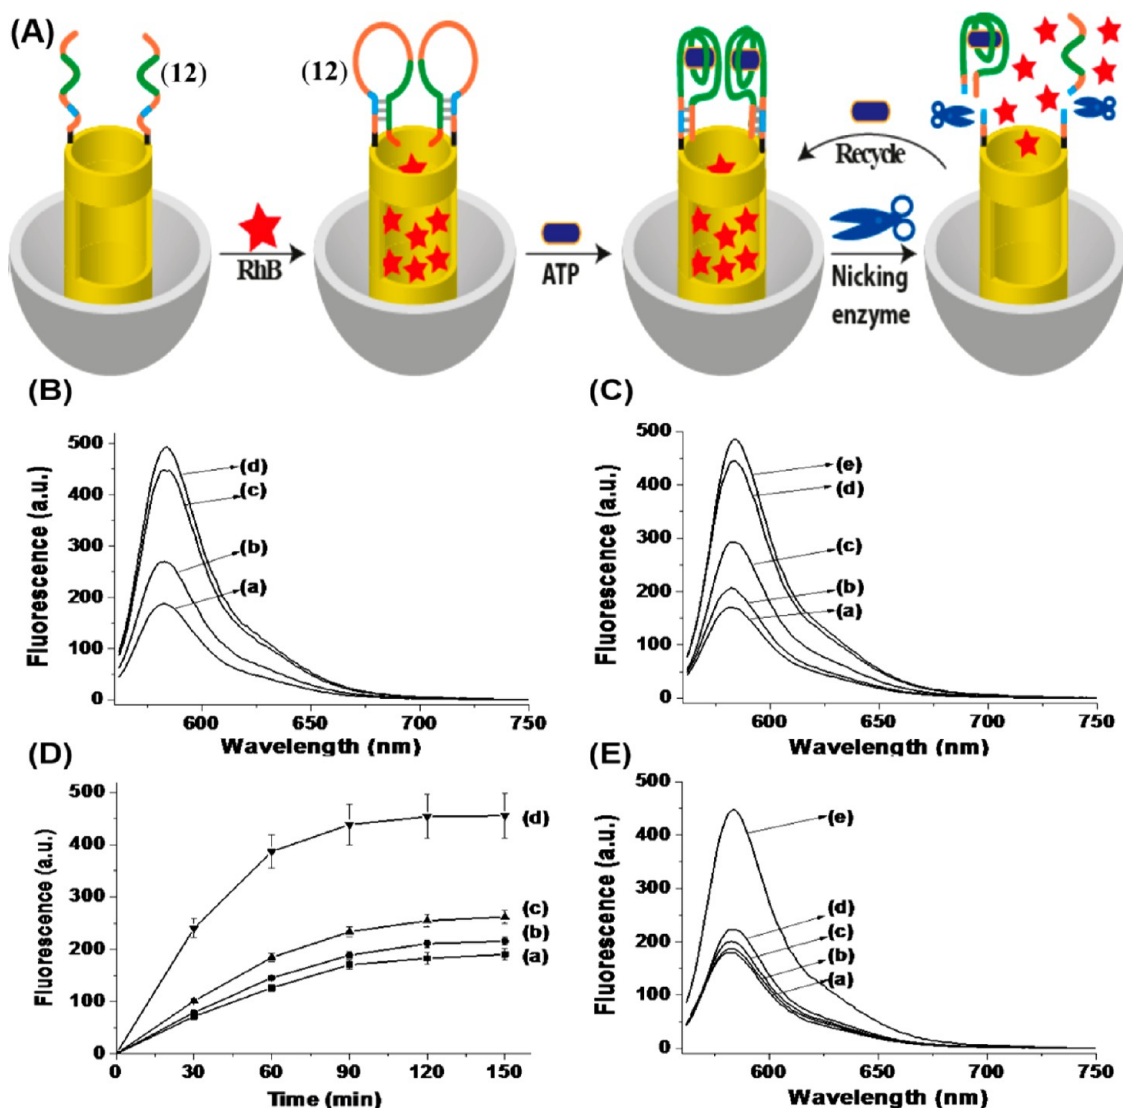 (A)
(12)
(12)
RhB
ATP
Recycle
Nicking
enzyme
(B)
Fluorescence (a.u.)
500
400
300
200
100
0
(d)
(c)
(b)
(a)
600
650
700
750
Wavelength (nm)
(C)
Fluorescence (a.u.)
500
400
300
200
100
0
(e)
(d)
(c)
(b)
(a)
600
650
700
750
Wavelength (nm)
(D)
Fluorescence (a.u.)
500
400
300
200
100
0
(d)
(c)
(b)
(a)
0
30
60
90
120
150
Time (min)
(E)
Fluorescence (a.u.)
500
400
300
200
100
0
(e)
(d)
(c)
(b)
(a)
600
650
700
750
Wavelength (nm)